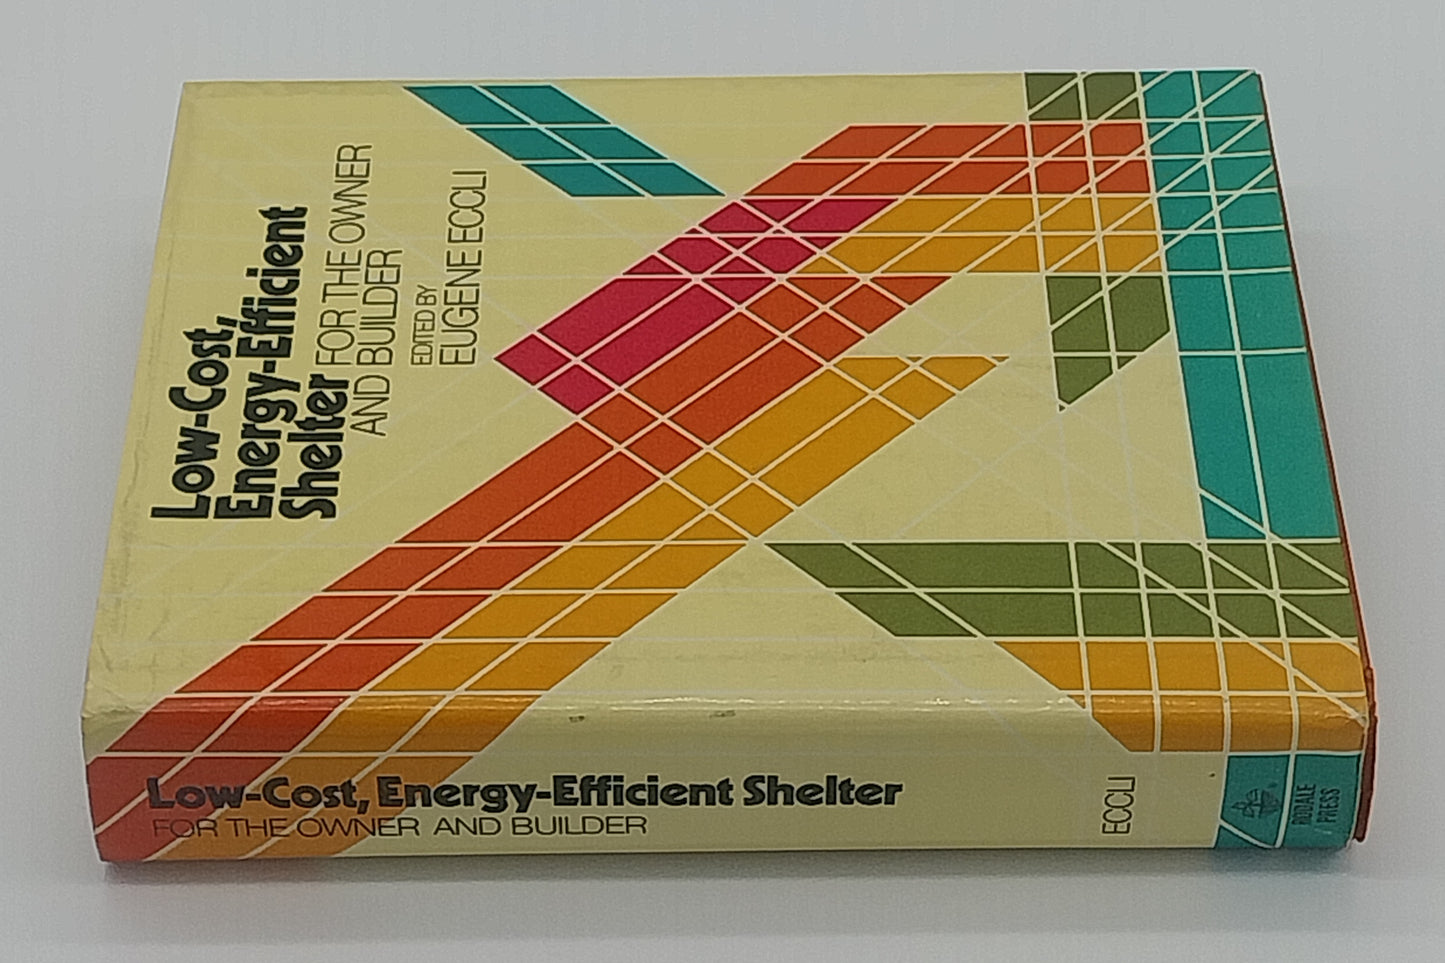 Low-Cost,
Energy-Efficient
Shelter FOR THE OWNER
AND BUILDER
EDITED BY
EUGENE ECCLI
Low-Cost, Energy-Efficient Shelter
FOR THE OWNER AND BUILDER
ECCLI
RODALE
PRESS